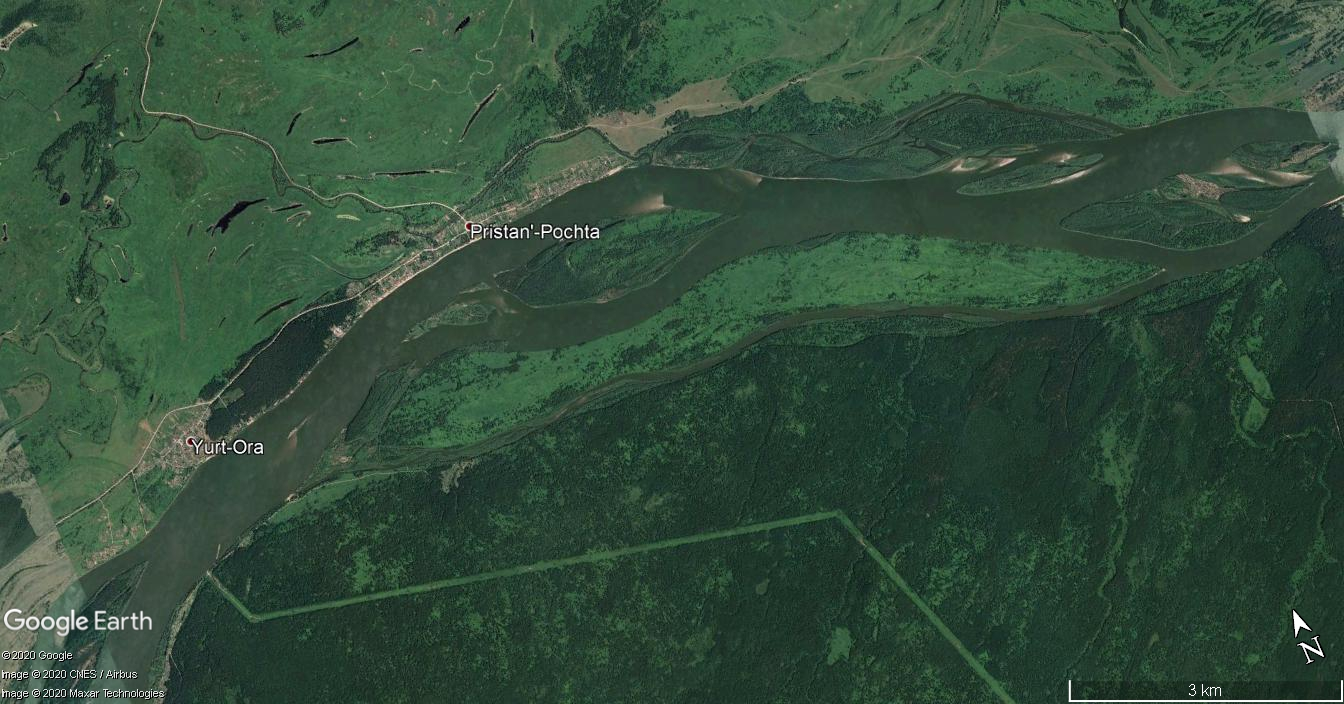 Pristan'-Pochta
Yurt-Ora
Google Earth
©2020 Google
Image © 2020 CNES / Airbus
Image © 2020 Maxar Technologies
N
3 km